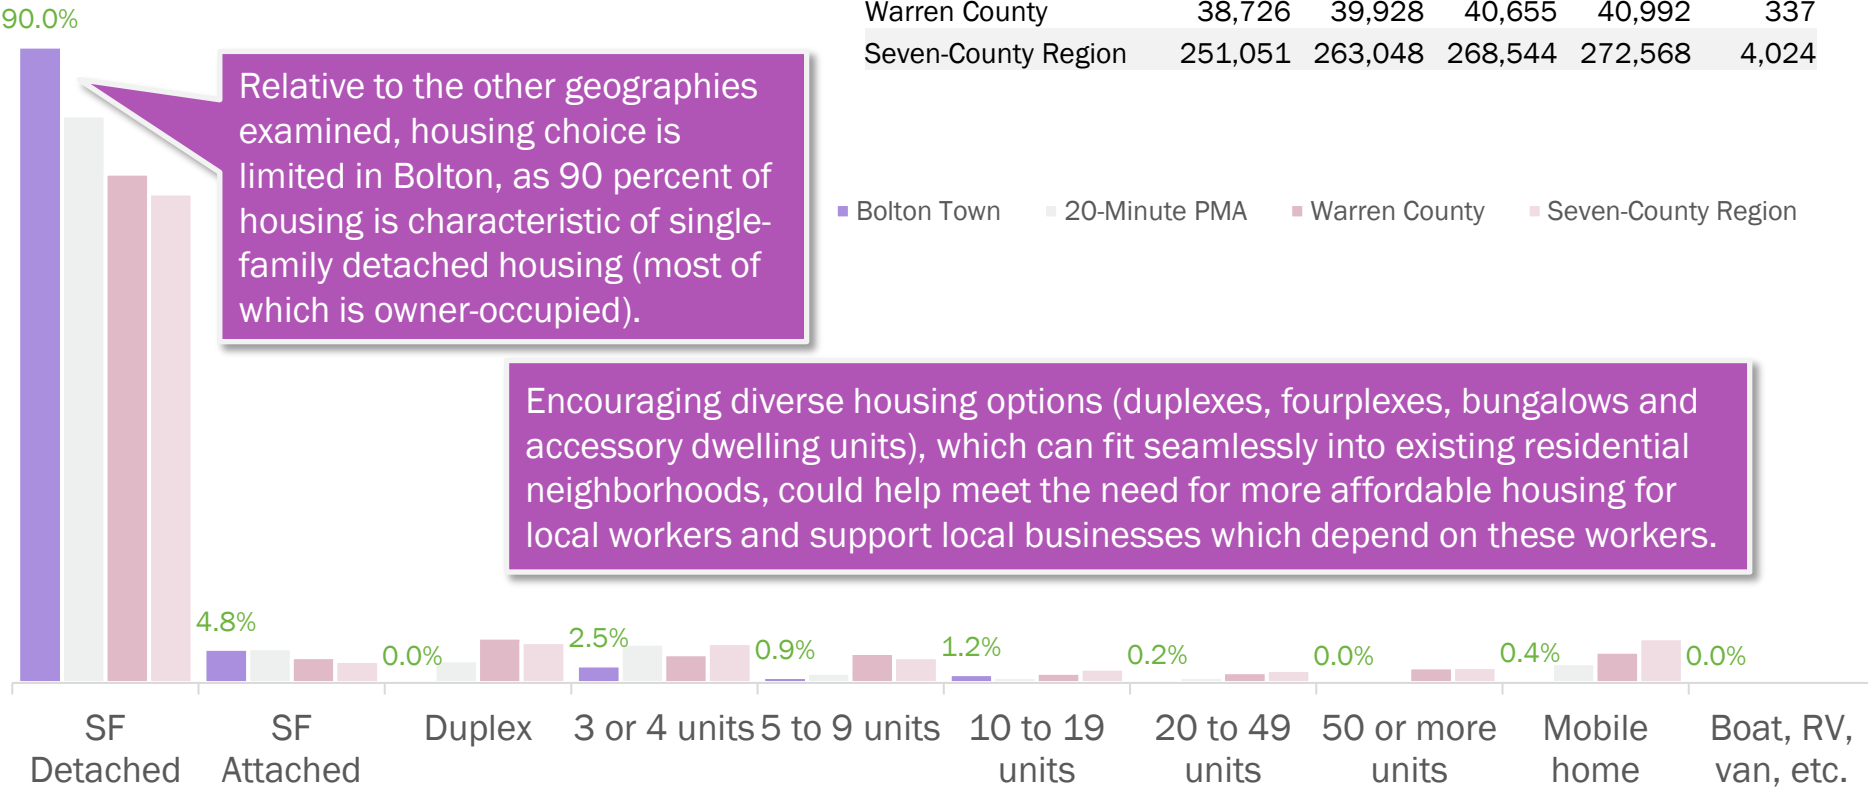 90.0%
Warren County 38,726 39,928 40,655 40,992 337
Seven-County Region 251,051 263,048 268,544 272,568 4,024
Relative to the other geographies
examined, housing choice is
limited in Bolton, as 90 percent of
housing is characteristic of single-
family detached housing (most of
which is owner-occupied).
Bolton Town 20-Minute PMA Warren County Seven-County Region
Encouraging diverse housing options (duplexes, fourplexes, bungalows and
accessory dwelling units), which can fit seamlessly into existing residential
neighborhoods, could help meet the need for more affordable housing for
local workers and support local businesses which depend on these workers.
4.8% 0.0% 2.5% 0.9% 1.2% 0.2% 0.0% 0.4% 0.0%
SF
Detached
SF
Attached
Duplex
3 or 4 units
5 to 9 units
10 to 19
units
20 to 49
units
50 or more
units
Mobile
home
Boat, RV,
van, etc.